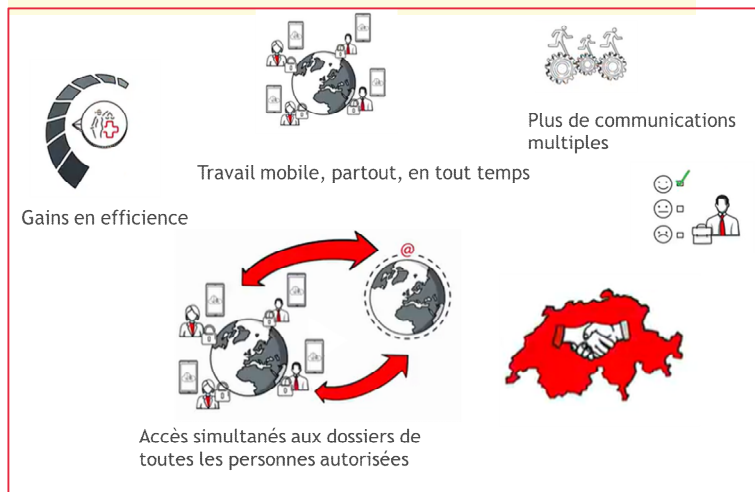 Plus de communications
multiples
Travail mobile, partout, en tout temps
Gains en efficience
@
Accès simultanés aux dossiers de
toutes les personnes autorisées